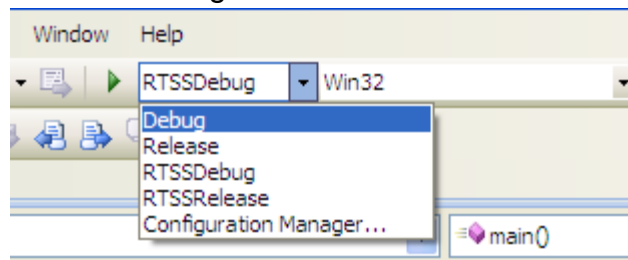 Window Help
RTSSDebug Win32
Debug
Release
RTSSDebug
RTSSRelease
Configuration Manager...
main()